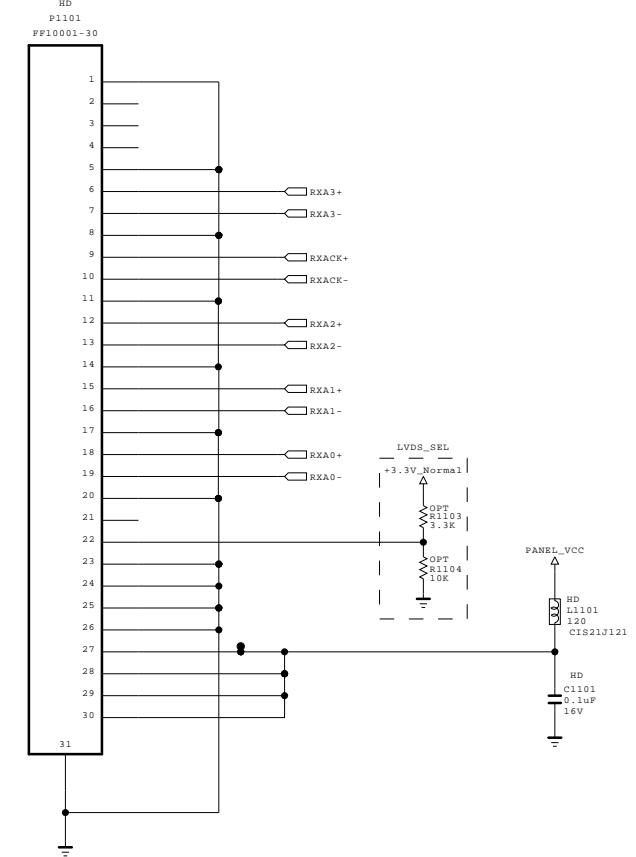 HD
P1101
FF10001-30
1
2
3
4
5
6
RXA3+
7
RXA3-
8
9
RXACK+
10
RXACK-
11
12
RXA2+
13
RXA2-
14
15
RXA1+
16
RXA1-
17
18
RXA0+
19
RXA0-
20
21
22
23
24
25
26
27
28
29
30
31
LVDS_SEL
+3.3V_Normal
OPT
R1103
3.3K
OPT
R1104
10K
PANEL_VCC
HD
L1101
120
CIS21J121
HD
C1101
0.1uF
16V